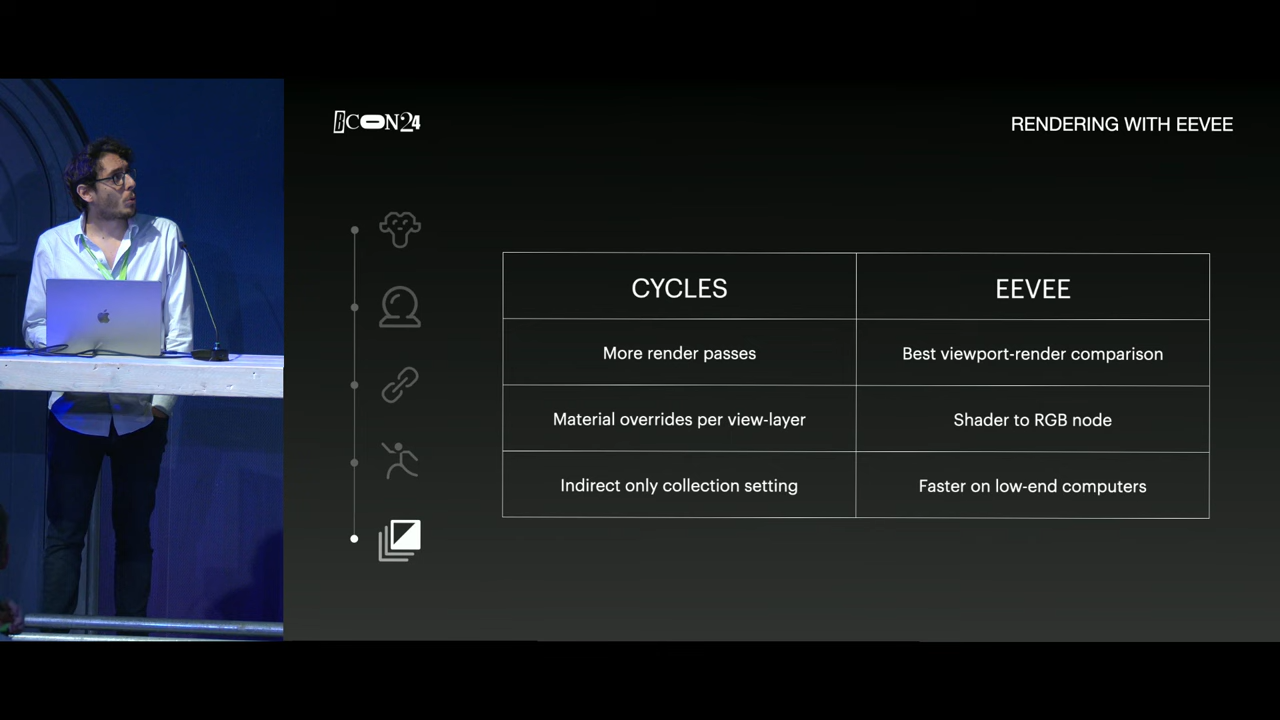 BCON24
RENDERING WITH EEVEE
CYCLES
EEVEE
More render passes
Best viewport-render comparison
Material overrides per view-layer
Shader to RGB node
Indirect only collection setting
Faster on low-end computers